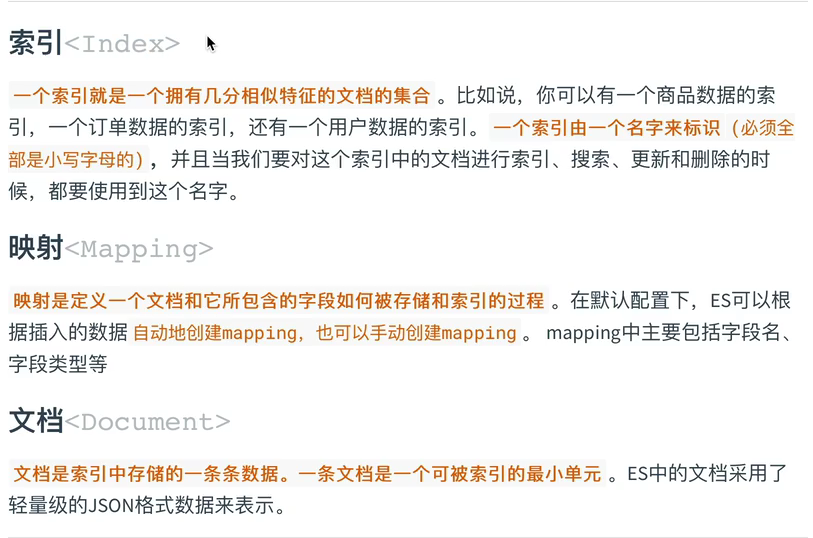 索引<Index>
一个索引就是一个拥有几分相似特征的文档的集合 。比如说，你可以有一个商品数据的索
引，一个订单数据的索引，还有一个用户数据的索引。 一个索引由一个名字来标识（必须全
部是小写字母的），并且当我们要对这个索引中的文档进行索引、搜索、更新和删除的时
候，都要使用到这个名字。
映射<Mapping>
映射是定义一个文档和它所包含的字段如何被存储和索引的过程 。在默认配置下，ES可以根
据插入的数据 自动地创建mapping，也可以手动创建mapping 。 mapping中主要包括字段名、
字段类型等
文档<Document>
文档是索引中存储的一条条数据。一条文档是一个可被索引的最小单元 。ES中的文档采用了
轻量级的JSON格式数据来表示。